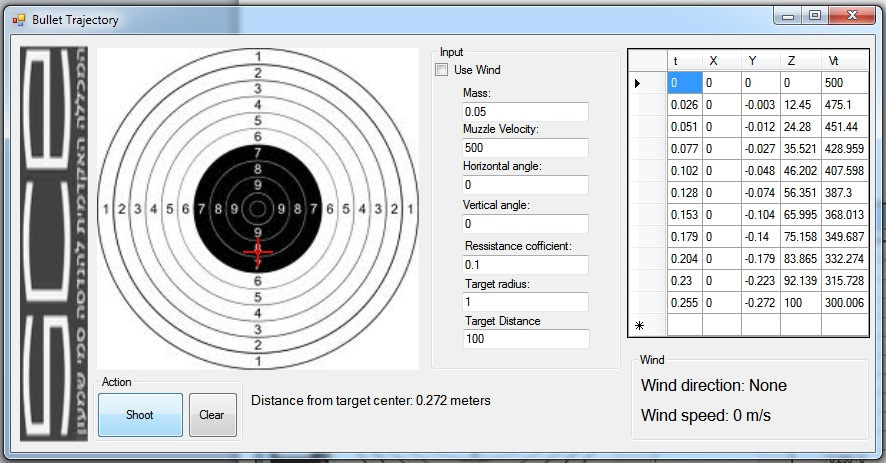 Bullet Trajectory
1
2
3
4
5
6
7
8
9
1 2 3 4 5 6 7 8 9 9 8 7 6 5 4 3 2 1
9
8
7
6
5
4
3
2
1
Action
Shoot
Clear
Distance from target center: 0.272 meters
Input
Use Wind
Mass:
0.05
Muzzle Velocity:
500
Horizontal angle:
0
Vertical angle:
0
Ressistance cofficient:
0.1
Target radius:
1
Target Distance
100
t X Y Z Vt
0 0 0 0 500
0.026 0 -0.003 12.45 475.1
0.051 0 -0.012 24.28 451.44
0.077 0 -0.027 35.521 428.959
0.102 0 -0.048 46.202 407.598
0.128 0 -0.074 56.351 387.3
0.153 0 -0.104 65.995 368.013
0.179 0 -0.14 75.158 349.687
0.204 0 -0.179 83.865 332.274
0.23 0 -0.223 92.139 315.728
0.255 0 -0.272 100 300.006
Wind
Wind direction: None
Wind speed: 0 m/s